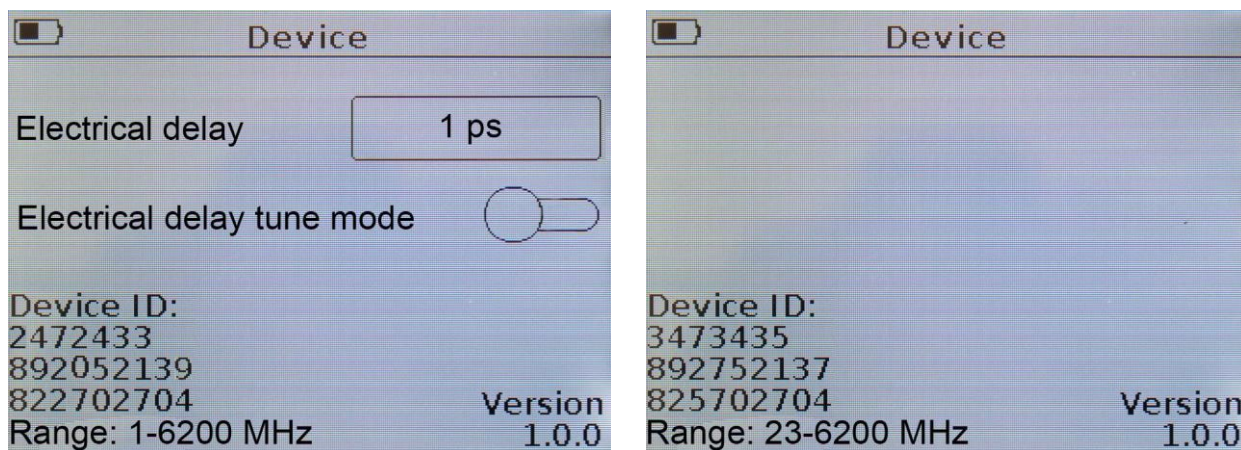 Device
Electrical delay
1 ps
Electrical delay tune mode
Device ID:
2472433
892052139
822702704
Version
Range: 1-6200 MHz
1.0.0
Device
Device ID:
3473435
892752137
825702704
Version
Range: 23-6200 MHz
1.0.0